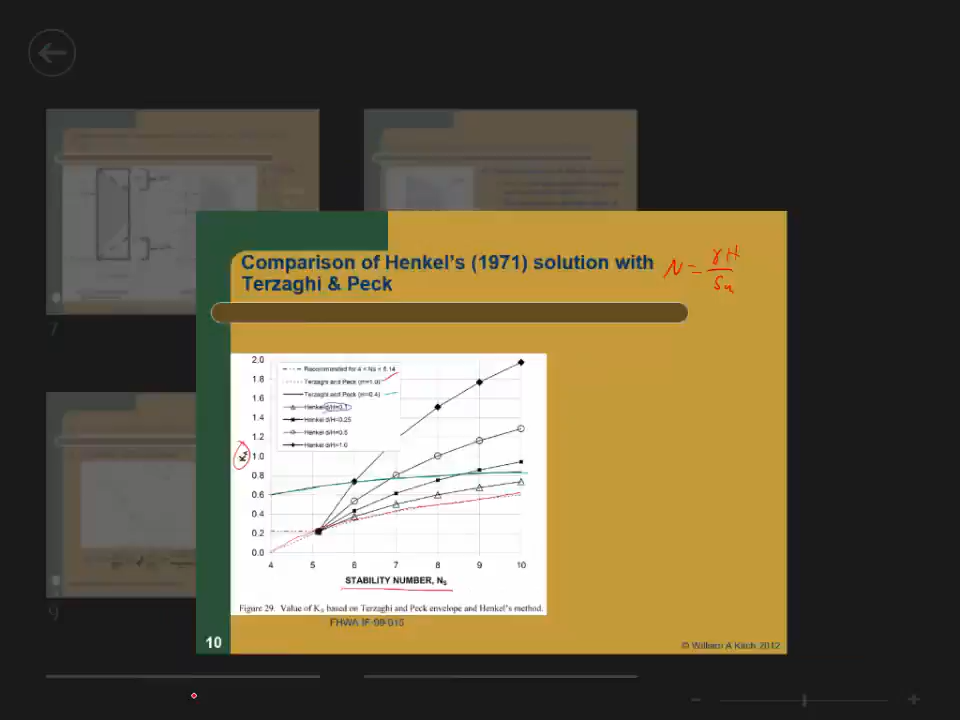 Comparison of Henkel's (1971) solution with
Terzaghi & Peck
N = γH / Su
2.0
1.8
1.6
1.4
1.2
1.0
0.8
0.6
0.4
0.2
0.0
KA
Recommended for 4 < Ns < 5.14
Terzaghi and Peck (m=1.0)
Terzaghi and Peck (m=0.4)
Henkel d/H=0.1
Henkel d/H=0.25
Henkel d/H=0.5
Henkel d/H=1.0
4 5 6 7 8 9 10
STABILITY NUMBER, NS
Figure 29. Value of KA based on Terzaghi and Peck envelope and Henkel's method.
FHWA IF-99-015
10
© William A Kitch 2012
7
9